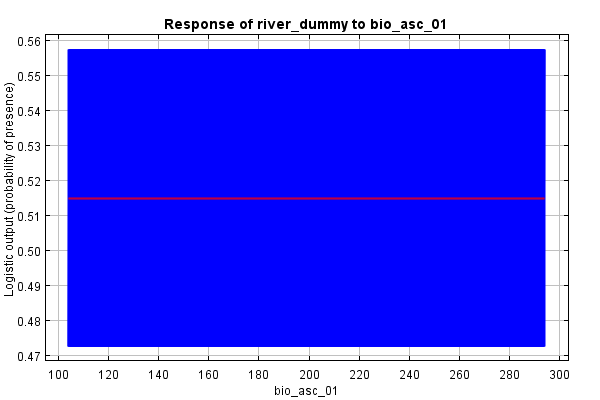 Response of river_dummy to bio_asc_01
Logistic output (probability of presence)
0.56
0.55
0.54
0.53
0.52
0.51
0.50
0.49
0.48
0.47
100 120 140 160 180 200 220 240 260 280 300
bio_asc_01